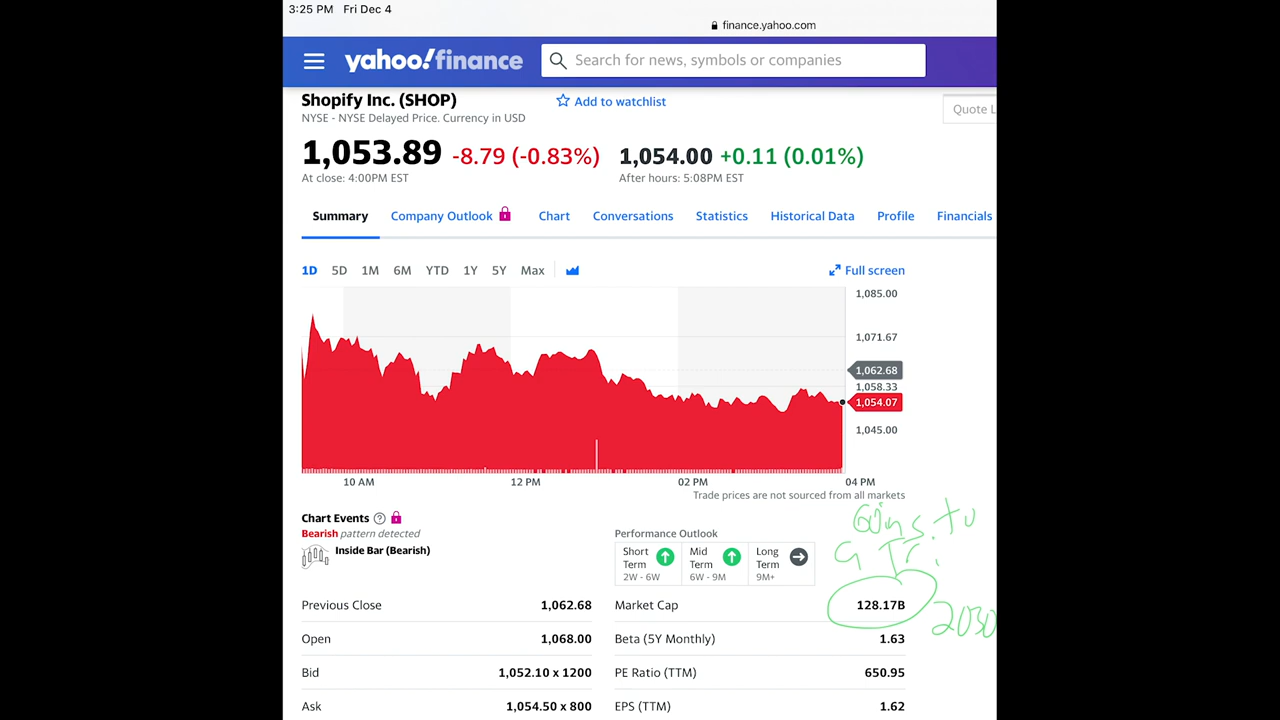 3:25 PM Fri Dec 4
finance.yahoo.com
yahoo!finance
Search for news, symbols or companies
Shopify Inc. (SHOP)
Add to watchlist
NYSE - NYSE Delayed Price. Currency in USD
Quote L
1,053.89 -8.79 (-0.83%)
1,054.00 +0.11 (0.01%)
At close: 4:00PM EST
After hours: 5:08PM EST
Summary Company Outlook Chart Conversations Statistics Historical Data Profile Financials
1D 5D 1M 6M YTD 1Y 5Y Max
Full screen
1,085.00
1,071.67
1,062.68
1,058.33
1,054.07
1,045.00
10 AM 12 PM 02 PM 04 PM
Trade prices are not sourced from all markets
Going to
Chart Events
Bearish pattern detected
Inside Bar (Bearish)
Performance Outlook
Short Term 2W - 6W
Mid Term 6W - 9M
Long Term 9M+
Previous Close 1,062.68
Market Cap 128.17B
2030
Open 1,068.00
Beta (5Y Monthly) 1.63
Bid 1,052.10 x 1200
PE Ratio (TTM) 650.95
Ask 1,054.50 x 800
EPS (TTM) 1.62